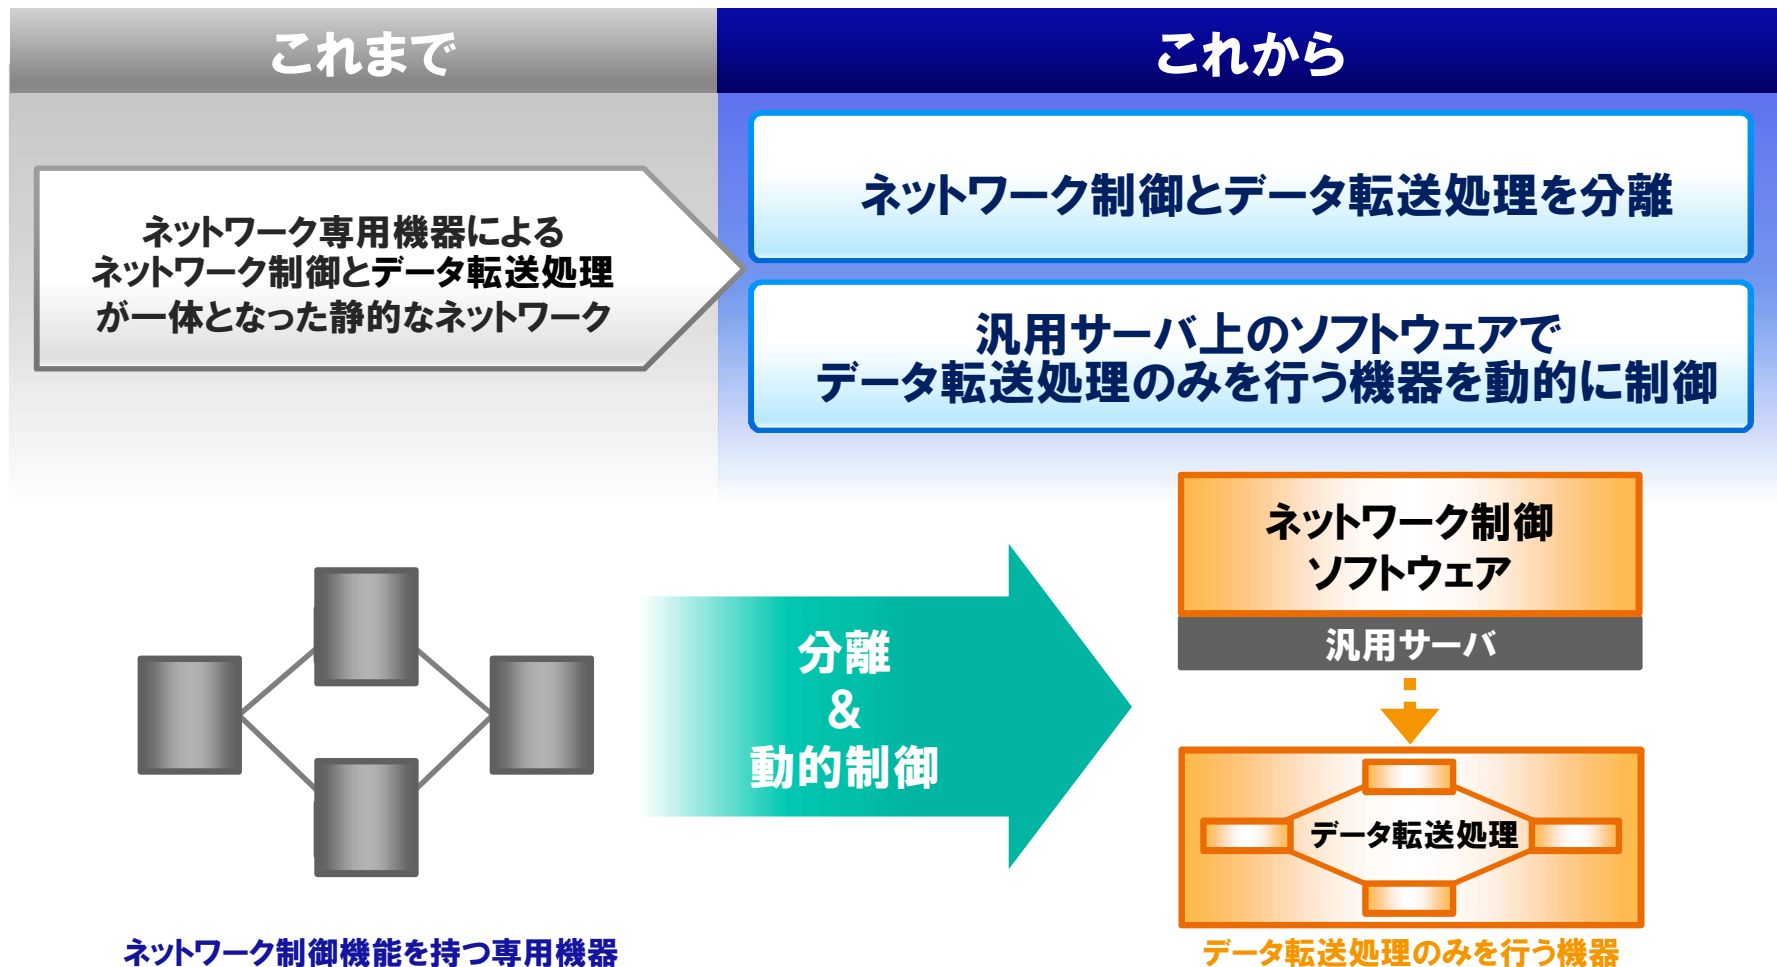 これまで
これから
ネットワーク専用機器による
ネットワーク制御とデータ転送処理
が一体となった静的なネットワーク
ネットワーク制御とデータ転送処理を分離
汎用サーバ上のソフトウェアで
データ転送処理のみを行う機器を動的に制御
分離
&
動的制御
ネットワーク制御
ソフトウェア
汎用サーバ
データ転送処理
ネットワーク制御機能を持つ専用機器
データ転送処理のみを行う機器